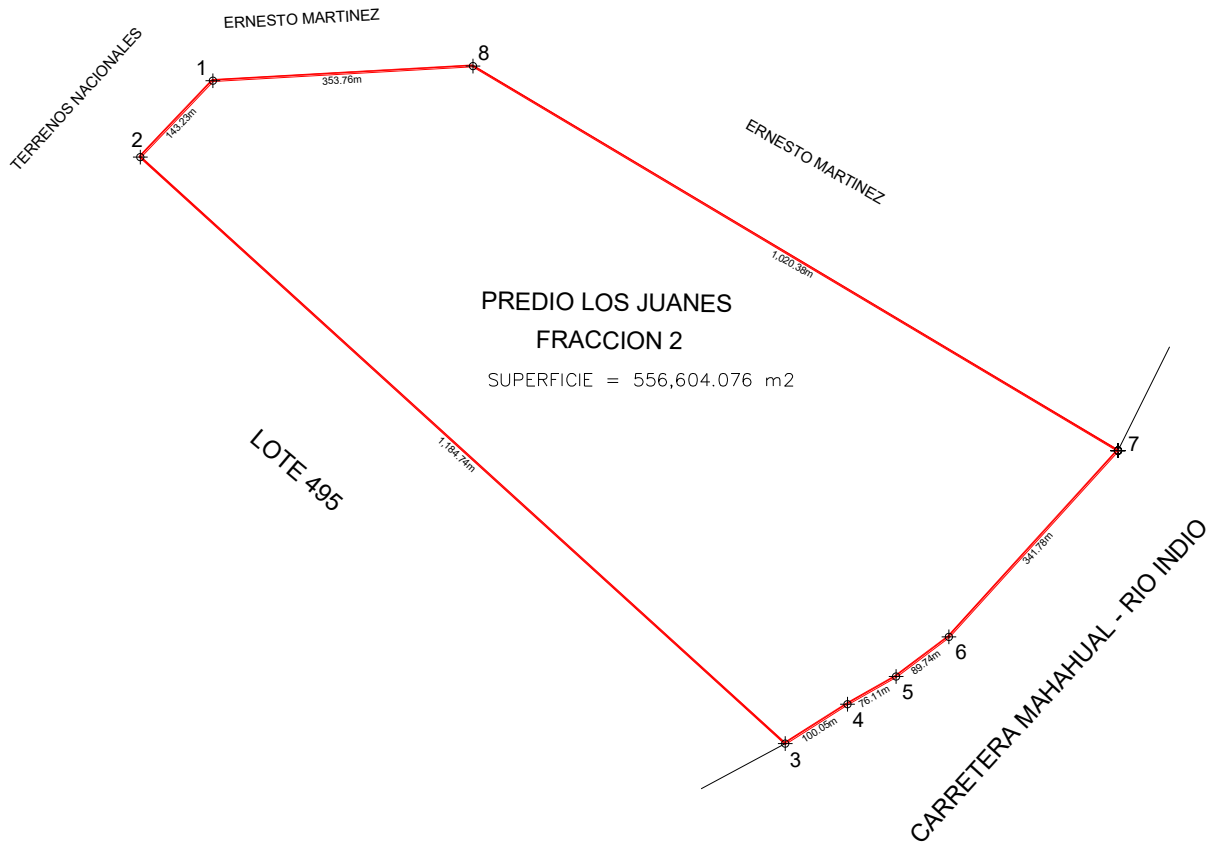 ERNESTO MARTINEZ
TERRENOS NACIONALES
8
1
353.76m
143.23m
2
ERNESTO MARTINEZ
1,020.38m
PREDIO LOS JUANES
FRACCION 2
SUPERFICIE = 556,604.076 m2
LOTE 495
1,184.74m
7
341.78m
CARRETERA MAHAHUAL - RIO INDIO
6
89.74m
5
76.11m
4
100.05m
3